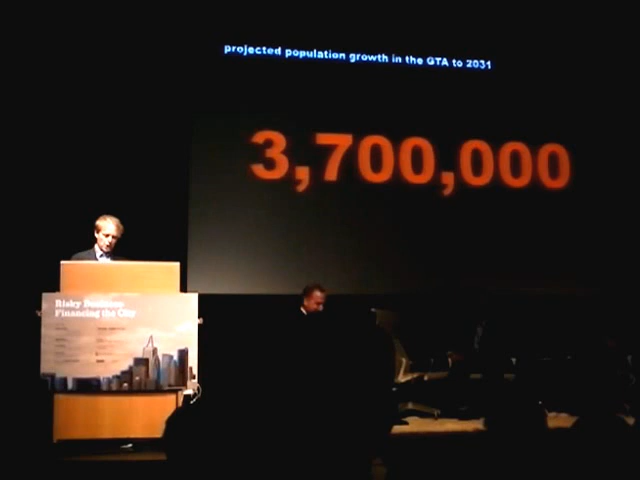 projected population growth in the GTA to 2031
3,700,000
Risky Business
Financing the City